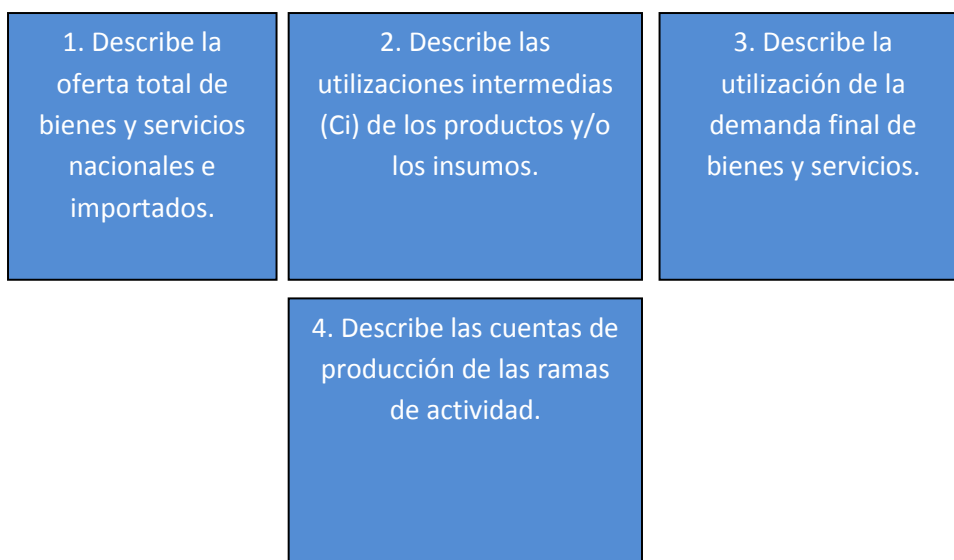 1. Describe la
oferta total de
bienes y servicios
nacionales e
importados.
2. Describe las
utilizaciones intermedias
(Ci) de los productos y/o
los insumos.
3. Describe la
utilización de la
demanda final de
bienes y servicios.
4. Describe las cuentas de
producción de las ramas
de actividad.